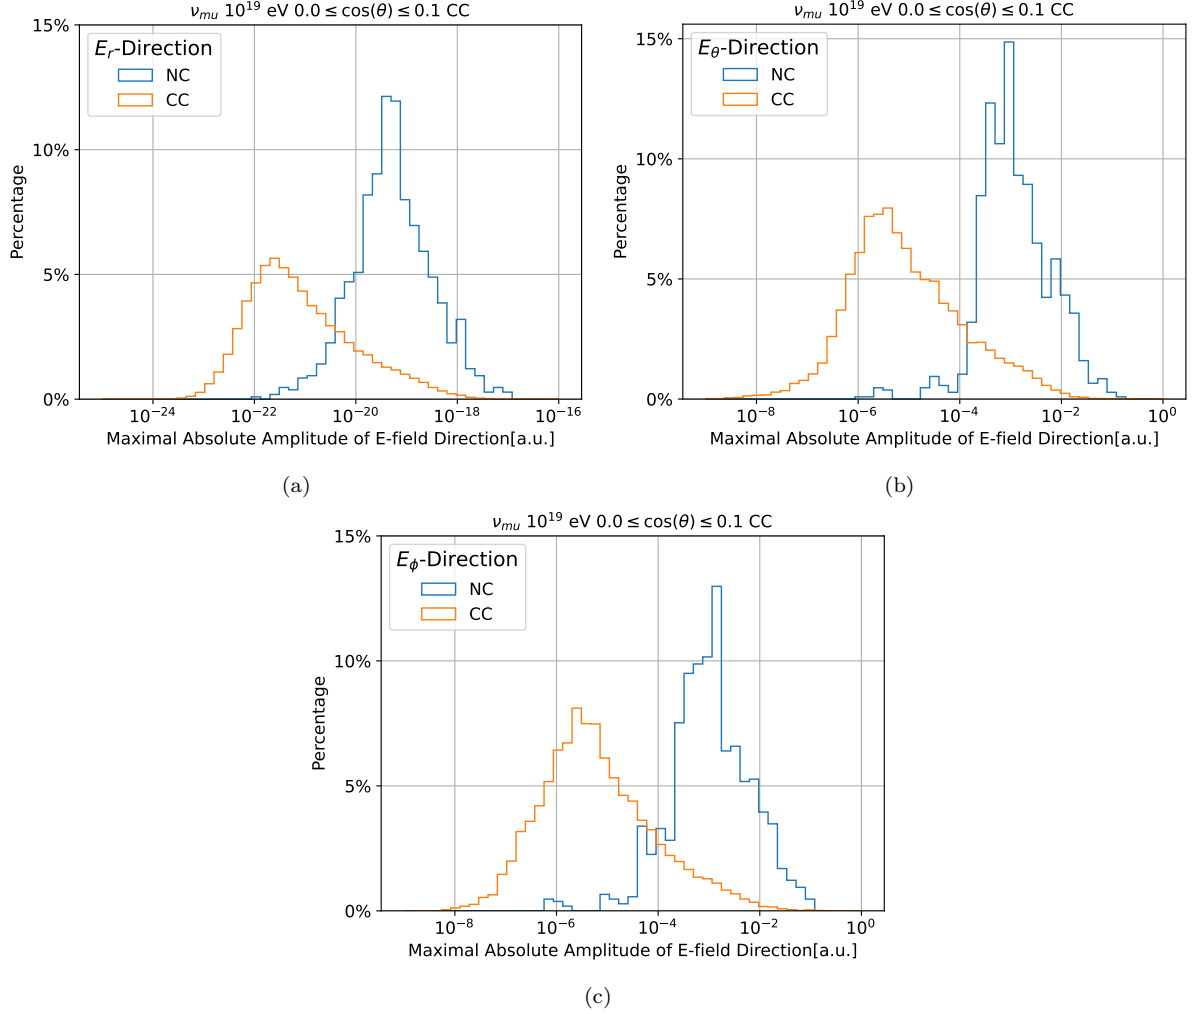 ν_mu 10^19 eV 0.0 ≤ cos(θ) ≤ 0.1 CC
15%
10%
5%
0%
Percentage
E_r-Direction
NC
CC
10^−24 10^−22 10^−20 10^−18 10^−16
Maximal Absolute Amplitude of E-field Direction[a.u.]
(a)
ν_mu 10^19 eV 0.0 ≤ cos(θ) ≤ 0.1 CC
15%
10%
5%
0%
Percentage
E_θ-Direction
NC
CC
10^−8 10^−6 10^−4 10^−2 10^0
Maximal Absolute Amplitude of E-field Direction[a.u.]
(b)
ν_mu 10^19 eV 0.0 ≤ cos(θ) ≤ 0.1 CC
15%
10%
5%
0%
Percentage
E_ϕ-Direction
NC
CC
10^−8 10^−6 10^−4 10^−2 10^0
Maximal Absolute Amplitude of E-field Direction[a.u.]
(c)